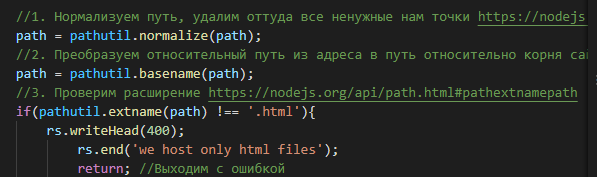 //1. Нормализуем путь, удалим оттуда все ненужные нам точки https://nodejs
path = pathutil.normalize(path);
//2. Преобразуем относительный путь из адреса в путь относительно корня
path = pathutil.basename(path);
//3. Проверим расширение https://nodejs.org/api/path.html#pathextnamepath
if(pathutil.extname(path) !== '.html'){
rs.writeHead(400);
rs.end('we host only html files');
return; //Выходим с ошибкой